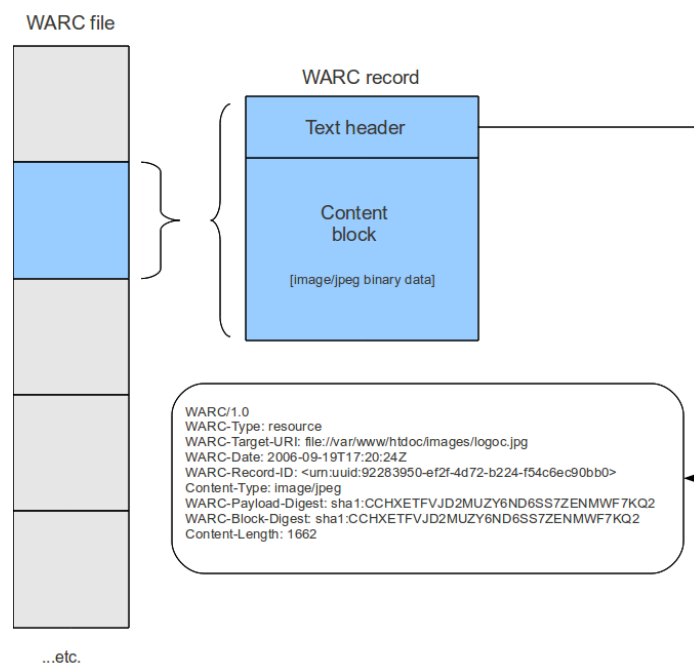 WARC file
WARC record
Text header
Content
block
[image/jpeg binary data]
WARC/1.0
WARC-Type: resource
WARC-Target-URI: file://var/www/htdoc/images/logoc.jpg
WARC-Date: 2006-09-19T17:20:24Z
WARC-Record-ID: <urn:uuid:92283950-ef2f-4d72-b224-f54c6ec90bb0>
Content-Type: image/jpeg
WARC-Payload-Digest: sha1:CCHXETFVJD2MUZY6ND6SS7ZENMWF7KQ2
WARC-Block-Digest: sha1:CCHXETFVJD2MUZY6ND6SS7ZENMWF7KQ2
Content-Length: 1662
...etc.